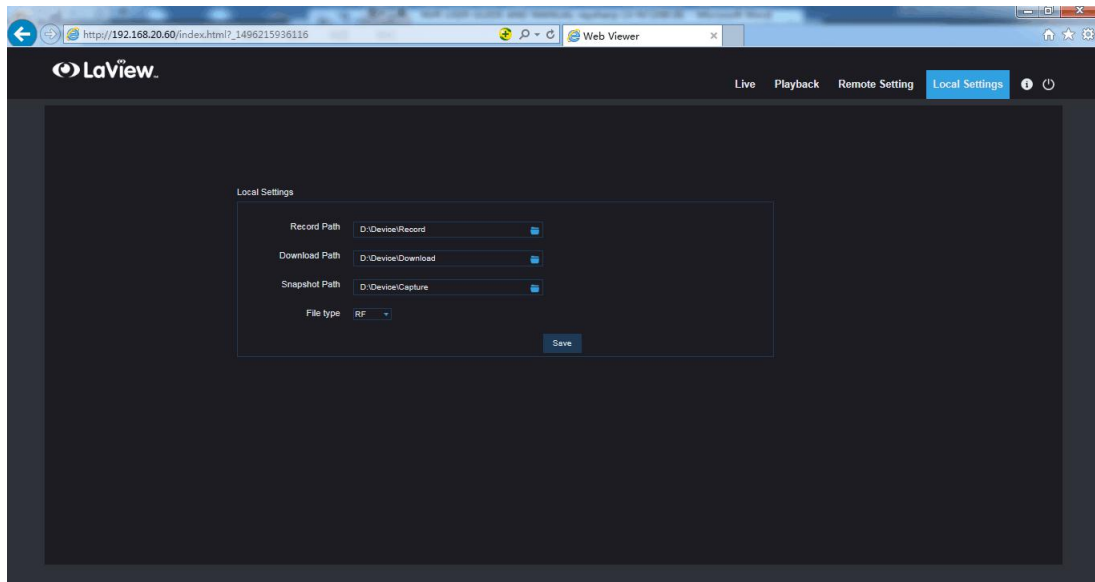 http://192.168.20.60/index.html?_1496215936116
Web Viewer
LaView™
Live Playback Remote Setting Local Settings
Local Settings
Record Path D:\Device\Record
Download Path D:\Device\Download
Snapshot Path D:\Device\Capture
File type RF
Save